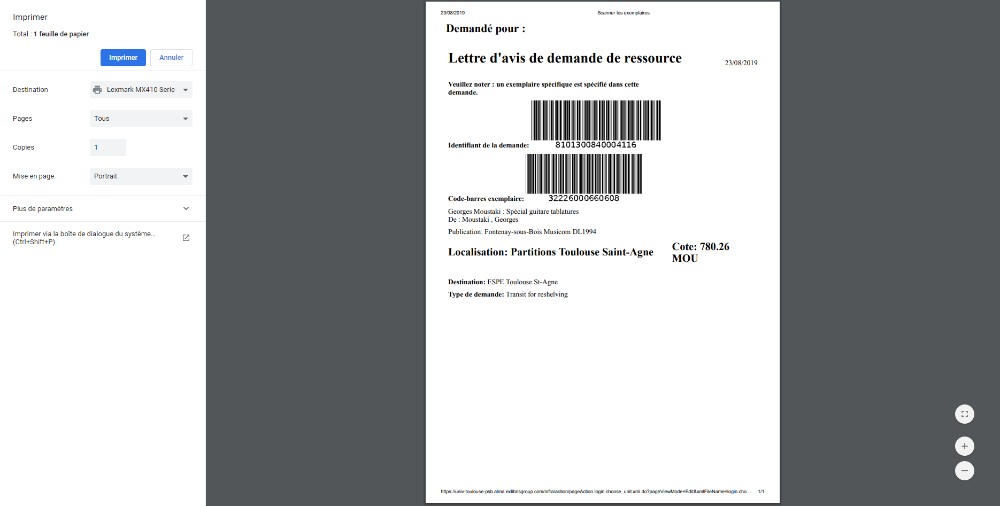 Imprimer
Total : 1 feuille de papier
Imprimer
Annuler
Destination
Lexmark MX410 Serie
Pages
Tous
Copies
1
Mise en page
Portrait
Plus de paramètres
Imprimer via la boîte de dialogue du système...
(Ctrl+Shift+P)
23/08/2019
Scanner les exemplaires
Demandé pour :
Lettre d'avis de demande de ressource
23/08/2019
Veuillez noter : un exemplaire spécifique est spécifié dans cette
demande.
Identifiant de la demande:
8101300840004116
Code-barres exemplaire:
32226000660608
Georges Moustaki : Spécial guitare tablatures
De : Moustaki , Georges
Publication: Fontenay-sous-Bois Musicom DL1994
Localisation: Partitions Toulouse Saint-Agne
Cote: 780.26
MOU
Destination: ESPE Toulouse St-Agne
Type de demande: Transit for reshelving
https://univ-toulouse-psb.alma.exlibrisgroup.com/infra/action/pageAction.login.choose_unit.xml.do?pageViewMode=Edit&xmlFileName=login.cho...
1/1